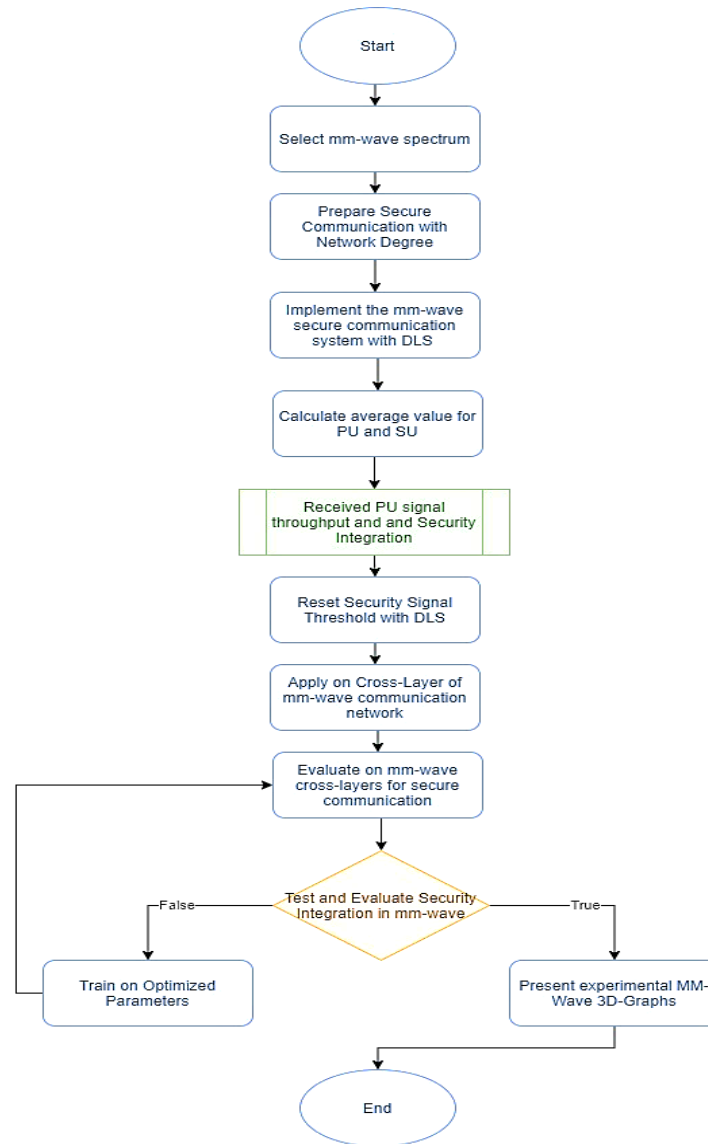 Start
Select mm-wave spectrum
Prepare Secure
Communication with
Network Degree
Implement the mm-wave
secure communication
system with DLS
Calculate average value for
PU and SU
Received PU signal
throughput and and Security
Integration
Reset Security Signal
Threshold with DLS
Apply on Cross-Layer of
mm-wave communication
network
Evaluate on mm-wave
cross-layers for secure
communication
Test and Evaluate Security
Integration in mm-wave
False
True
Train on Optimized
Parameters
Present experimental MM-
Wave 3D-Graphs
End